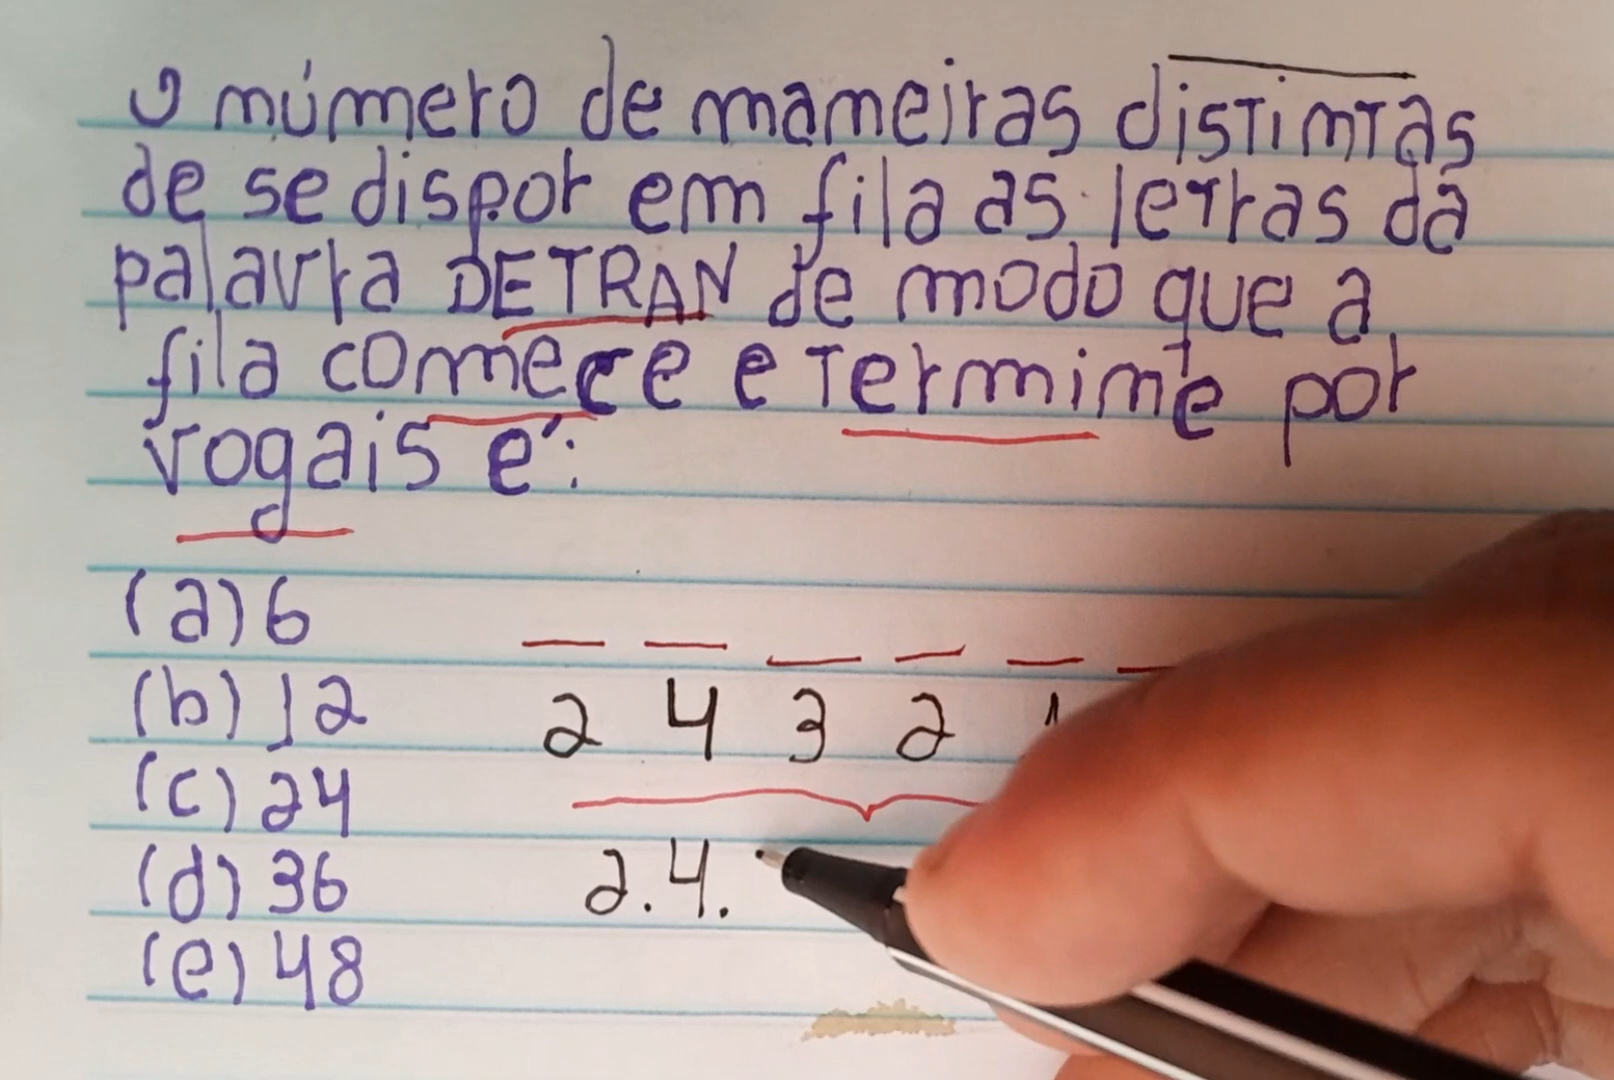 O número de maneiras distintas
de se dispor em fila as letras da
palavra DETRAN de modo que a
fila comece e termine por
vogais é:
(a) 6
(b) 12
(c) 24
(d) 36
(e) 48
2 4 3 2 1
2.4.